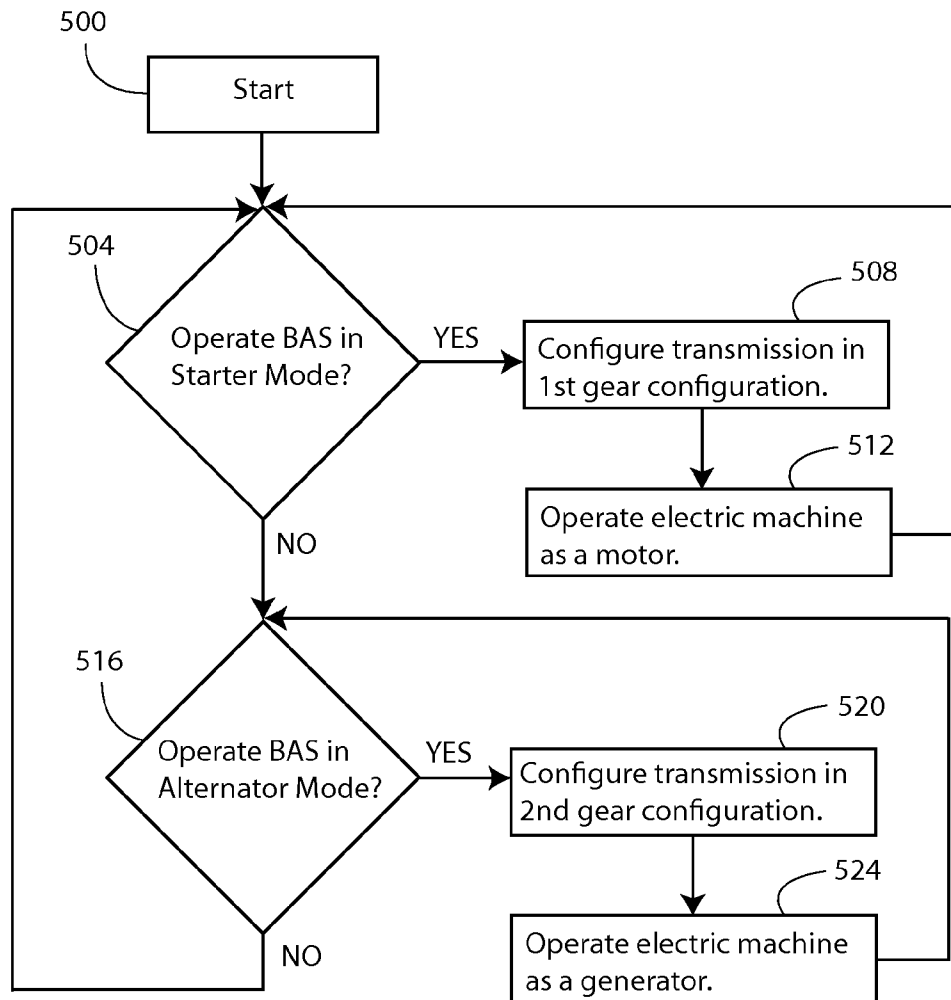 500
Start
504
Operate BAS in
Starter Mode?
YES
508
Configure transmission in
1st gear configuration.
512
Operate electric machine
as a motor.
NO
516
Operate BAS in
Alternator Mode?
YES
520
Configure transmission in
2nd gear configuration.
524
Operate electric machine
as a generator.
NO